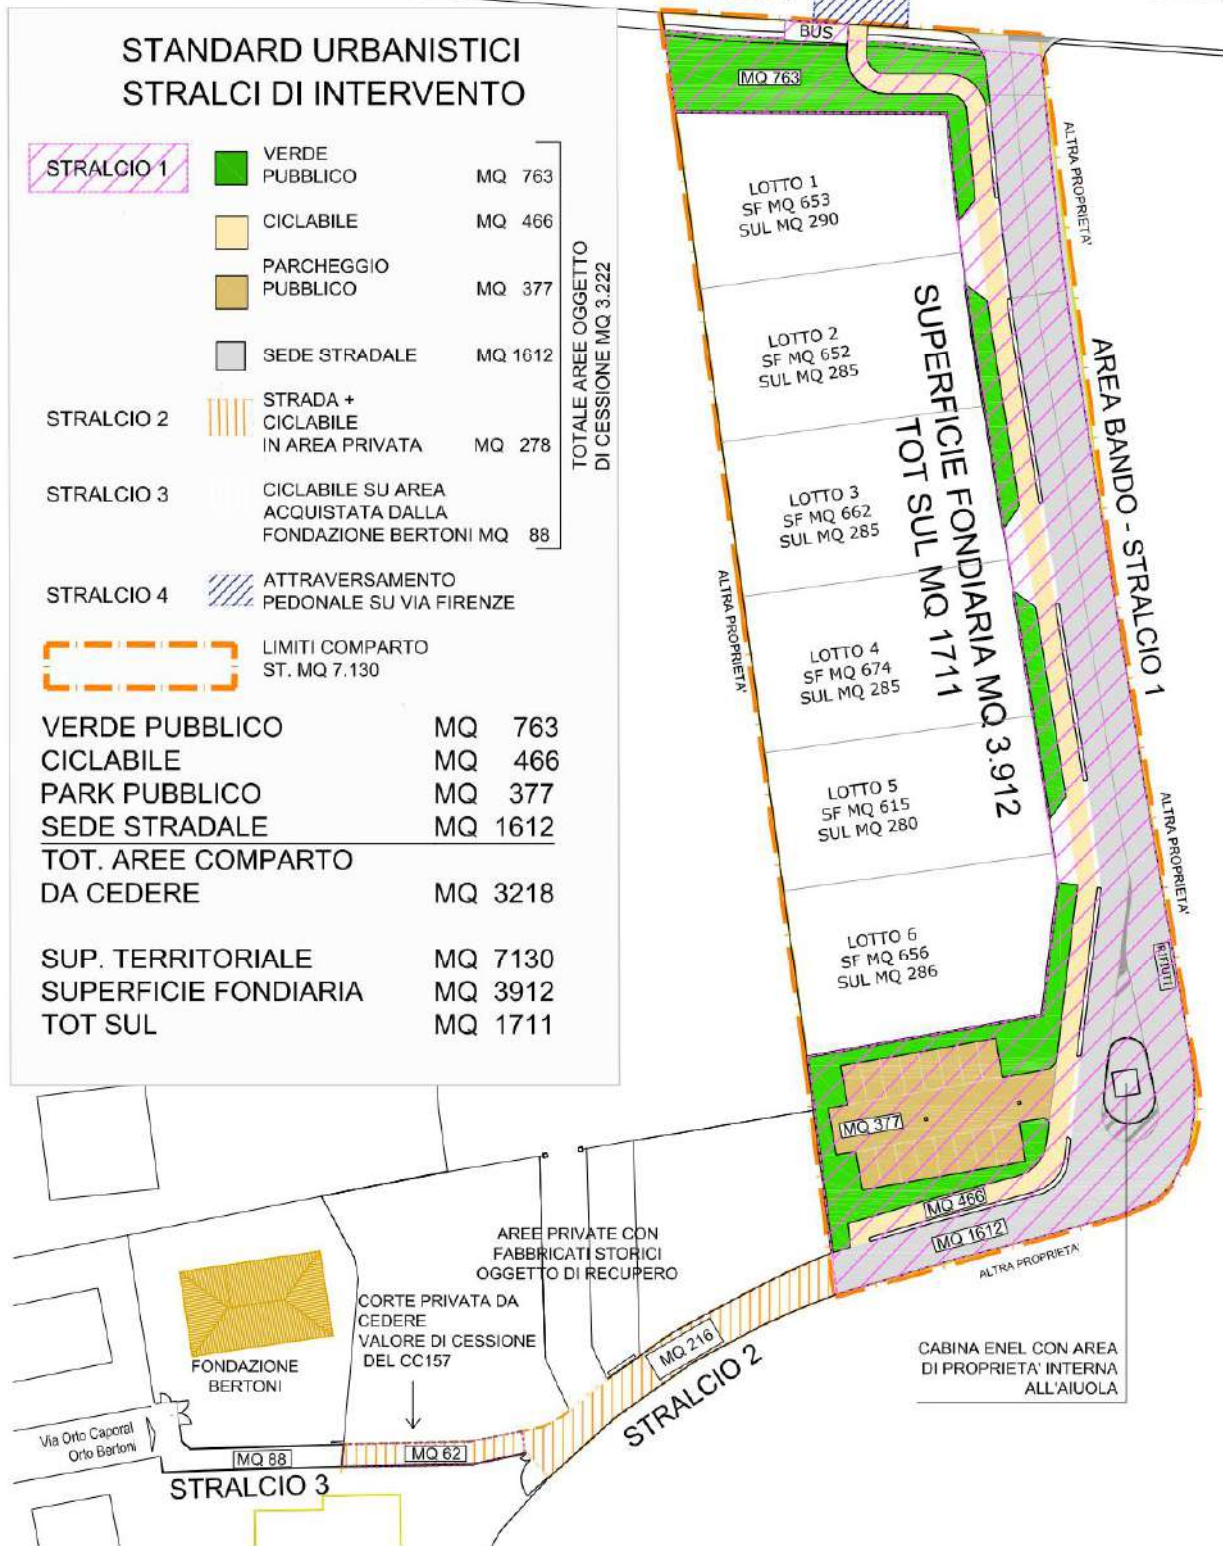 STANDARD URBANISTICI
STRALCI DI INTERVENTO
STRALCIO 1
VERDE
PUBBLICO MQ 763
CICLABILE MQ 466
PARCHEGGIO
PUBBLICO MQ 377
SEDE STRADALE MQ 1612
STRALCIO 2
STRADA +
CICLABILE
IN AREA PRIVATA MQ 278
STRALCIO 3
CICLABILE SU AREA
ACQUISTATA DALLA
FONDAZIONE BERTONI MQ 88
TOTALE AREE OGGETTO
DI CESSIONE MQ 3.222
STRALCIO 4
ATTRAVERSAMENTO
PEDONALE SU VIA FIRENZE
LIMITI COMPARTO
ST. MQ 7.130
VERDE PUBBLICO MQ 763
CICLABILE MQ 466
PARK PUBBLICO MQ 377
SEDE STRADALE MQ 1612
TOT. AREE COMPARTO
DA CEDERE MQ 3218
SUP. TERRITORIALE MQ 7130
SUPERFICIE FONDIARIA MQ 3912
TOT SUL MQ 1711
BUS
MQ 763
ALTRA PROPRIETA'
LOTTO 1
SF MQ 653
SUL MQ 290
LOTTO 2
SF MQ 652
SUL MQ 285
LOTTO 3
SF MQ 662
SUL MQ 285
LOTTO 4
SF MQ 674
SUL MQ 285
LOTTO 5
SF MQ 615
SUL MQ 280
LOTTO 6
SF MQ 656
SUL MQ 286
SUPERFICIE FONDIARIA MQ 3.912
TOT SUL MQ 1711
AREA BANDO - STRALCIO 1
ALTRA PROPRIETA'
ALTRA PROPRIETA'
RIFIUTI
MQ 377
MQ 466
MQ 1612
ALTRA PROPRIETA'
CABINA ENEL CON AREA
DI PROPRIETA' INTERNA
ALL'AIUOLA
AREE PRIVATE CON
FABBRICATI STORICI
OGGETTO DI RECUPERO
CORTE PRIVATA DA
CEDERE
VALORE DI CESSIONE
DEL CC157
FONDAZIONE
BERTONI
MQ 216
STRALCIO 2
Via Orto Caporal
Orto Bertoni
MQ 88
MQ 62
STRALCIO 3